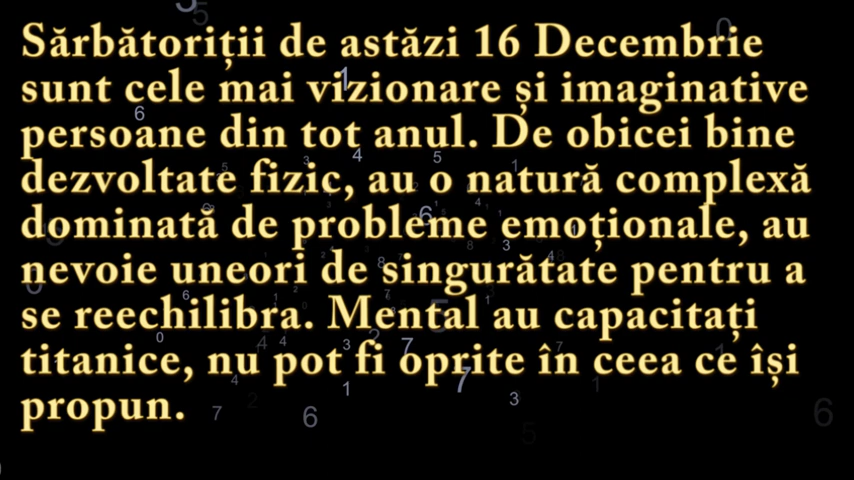 Sărbătoriții de astăzi 16 Decembrie
sunt cele mai vizionare și imaginative
persoane din tot anul. De obicei bine
dezvoltate fizic, au o natură complexă
dominată de probleme emoționale, au
nevoie uneori de singurătate pentru a
se reechilibra. Mental au capacitați
titanice, nu pot fi oprite în ceea ce își
propun.